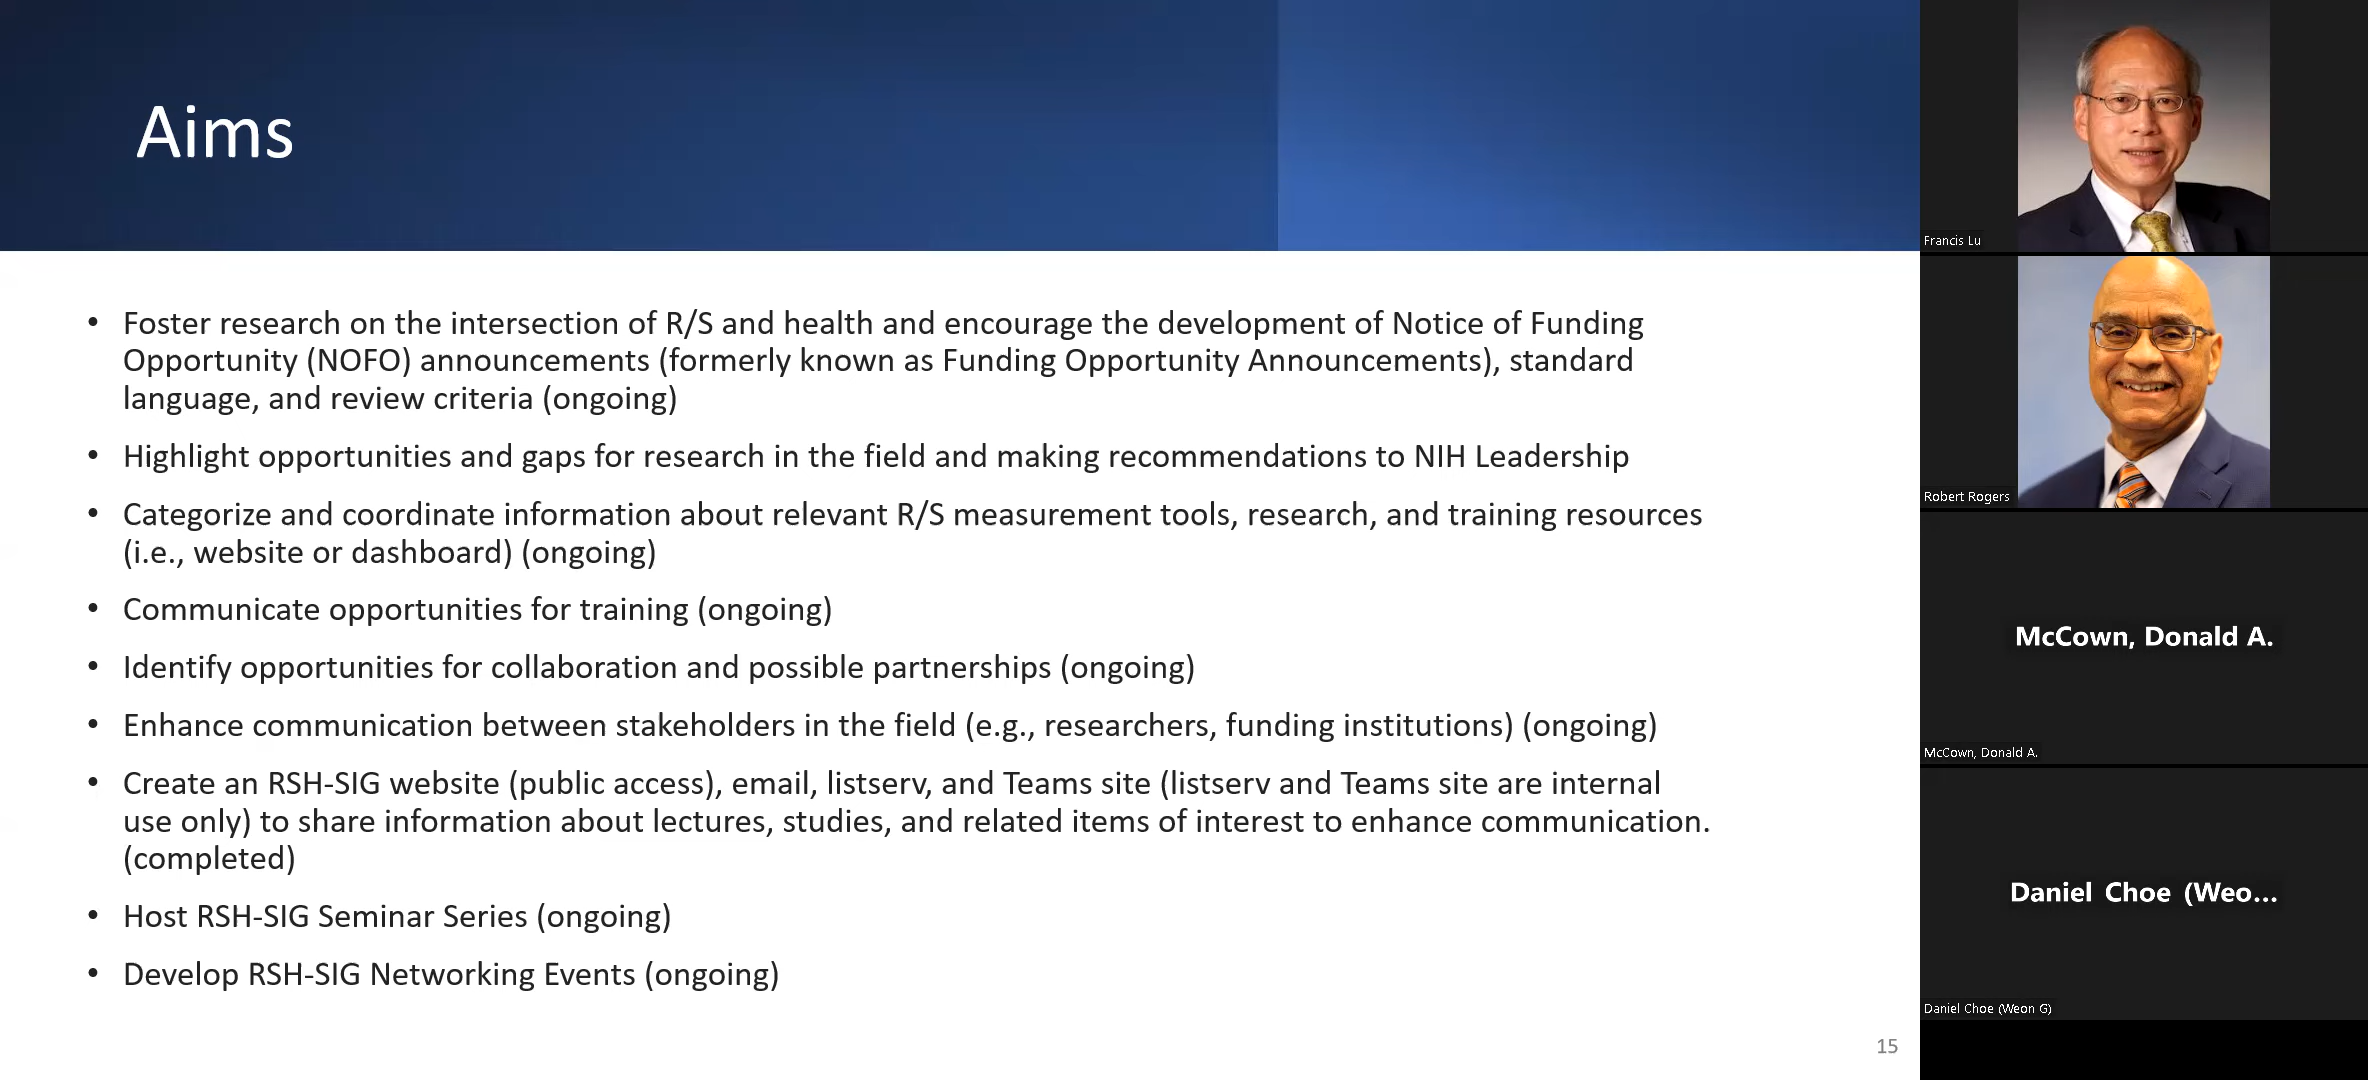 Aims
• Foster research on the intersection of R/S and health and encourage the development of Notice of Funding
Opportunity (NOFO) announcements (formerly known as Funding Opportunity Announcements), standard
language, and review criteria (ongoing)
• Highlight opportunities and gaps for research in the field and making recommendations to NIH Leadership
• Categorize and coordinate information about relevant R/S measurement tools, research, and training resources
(i.e., website or dashboard) (ongoing)
• Communicate opportunities for training (ongoing)
• Identify opportunities for collaboration and possible partnerships (ongoing)
• Enhance communication between stakeholders in the field (e.g., researchers, funding institutions) (ongoing)
• Create an RSH-SIG website (public access), email, listserv, and Teams site (listserv and Teams site are internal
use only) to share information about lectures, studies, and related items of interest to enhance communication.
(completed)
• Host RSH-SIG Seminar Series (ongoing)
• Develop RSH-SIG Networking Events (ongoing)
15
Francis Lu
Robert Rogers
McCown, Donald A.
McCown, Donald A.
Daniel Choe (Weo...
Daniel Choe (Weon G)